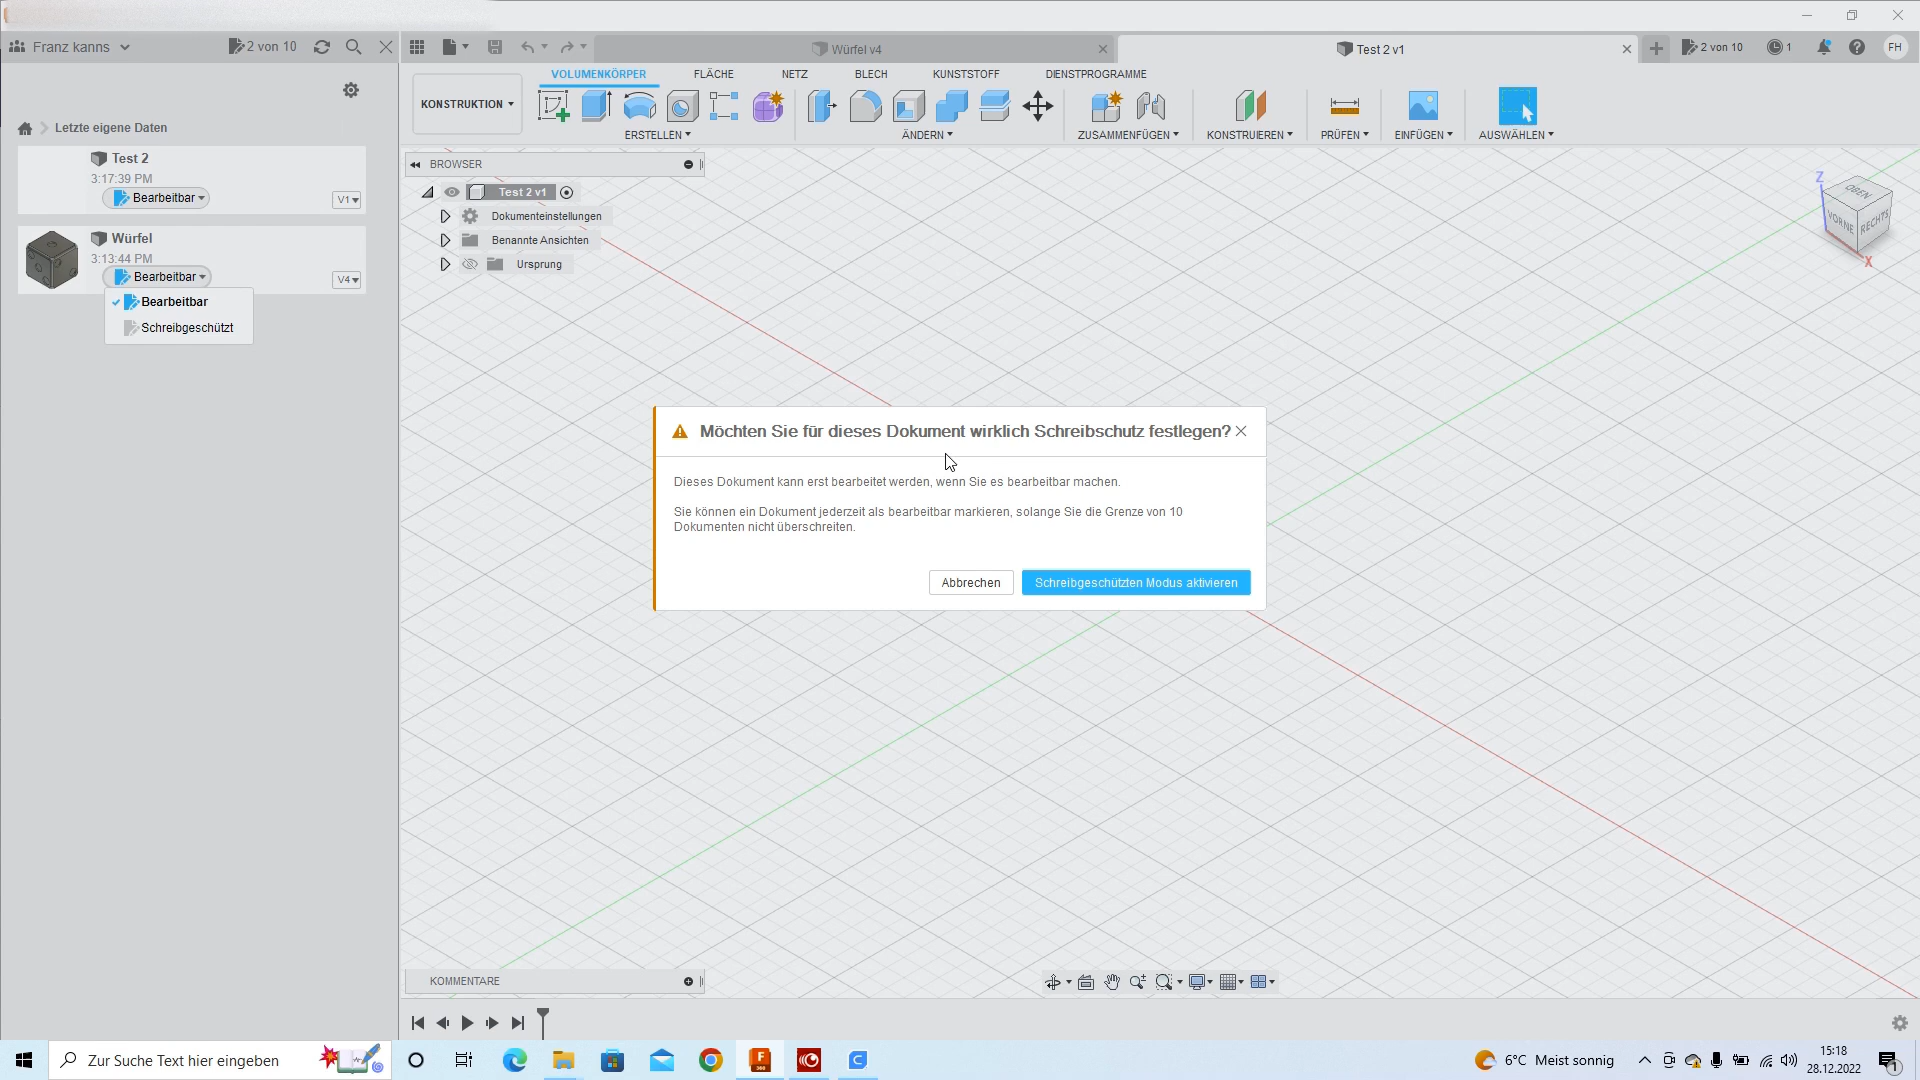 Franz kanns
2 von 10
Würfel v4
Test 2 v1
2 von 10
1
FH
VOLUMENKÖRPER
FLÄCHE
NETZ
BLECH
KUNSTSTOFF
DIENSTPROGRAMME
KONSTRUKTION
ERSTELLEN
ÄNDERN
ZUSAMMENFÜGEN
KONSTRUIEREN
PRÜFEN
EINFÜGEN
AUSWÄHLEN
Letzte eigene Daten
Test 2
3:17:39 PM
Bearbeitbar
V1
Würfel
3:13:44 PM
Bearbeitbar
V4
Bearbeitbar
Schreibgeschützt
BROWSER
Test 2 v1
Dokumenteinstellungen
Benannte Ansichten
Ursprung
Z
OBEN
VORNE
RECHTS
X
Möchten Sie für dieses Dokument wirklich Schreibschutz festlegen?
Dieses Dokument kann erst bearbeitet werden, wenn Sie es bearbeitbar machen.
Sie können ein Dokument jederzeit als bearbeitbar markieren, solange Sie die Grenze von 10
Dokumenten nicht überschreiten.
Abbrechen
Schreibgeschützten Modus aktivieren
KOMMENTARE
Zur Suche Text hier eingeben
F
360
C
6°C Meist sonnig
15:18
28.12.2022
1